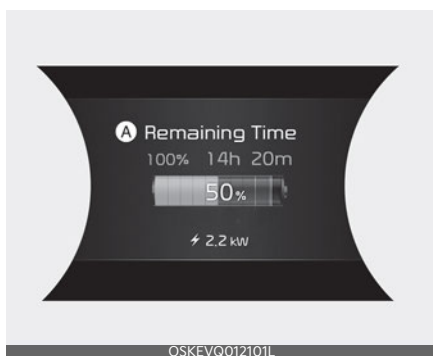 A Remaining Time
100% 14h 20m
50%
2.2 kW
OSKEVQ012101L